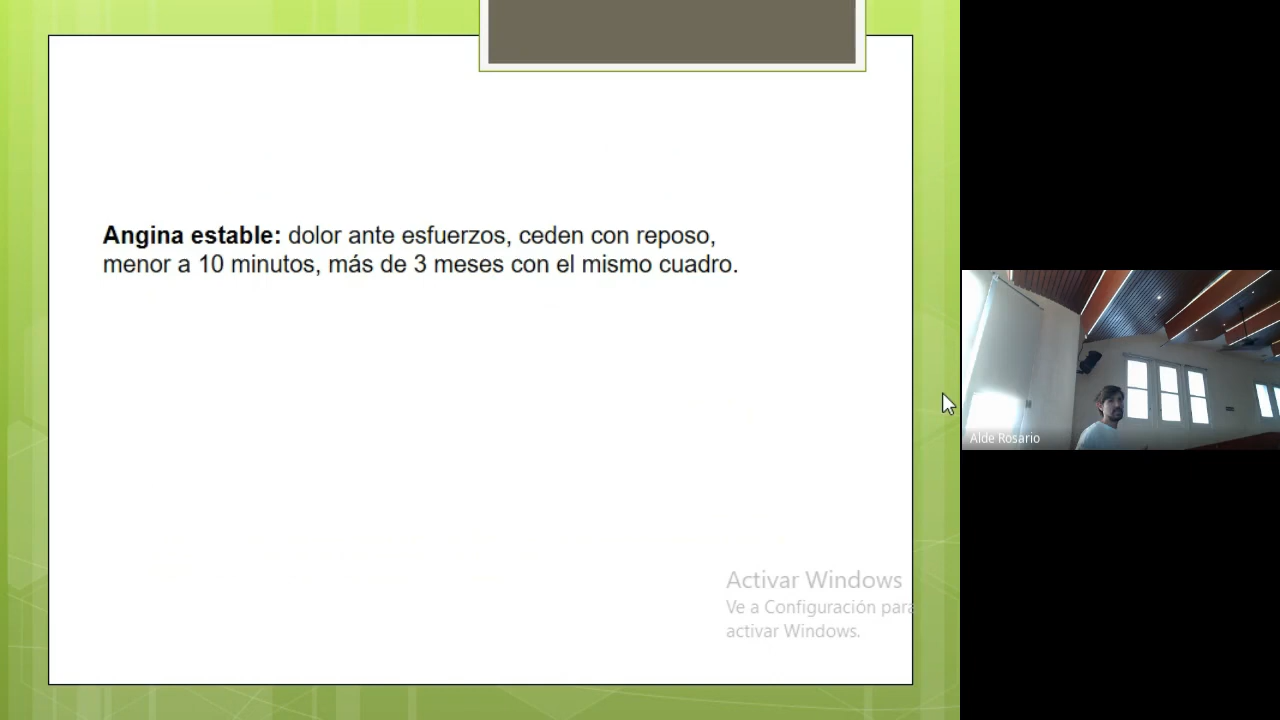 Angina estable: dolor ante esfuerzos, ceden con reposo,
menor a 10 minutos, más de 3 meses con el mismo cuadro.
Activar Windows
Ve a Configuración para
activar Windows.
Alde Rosario